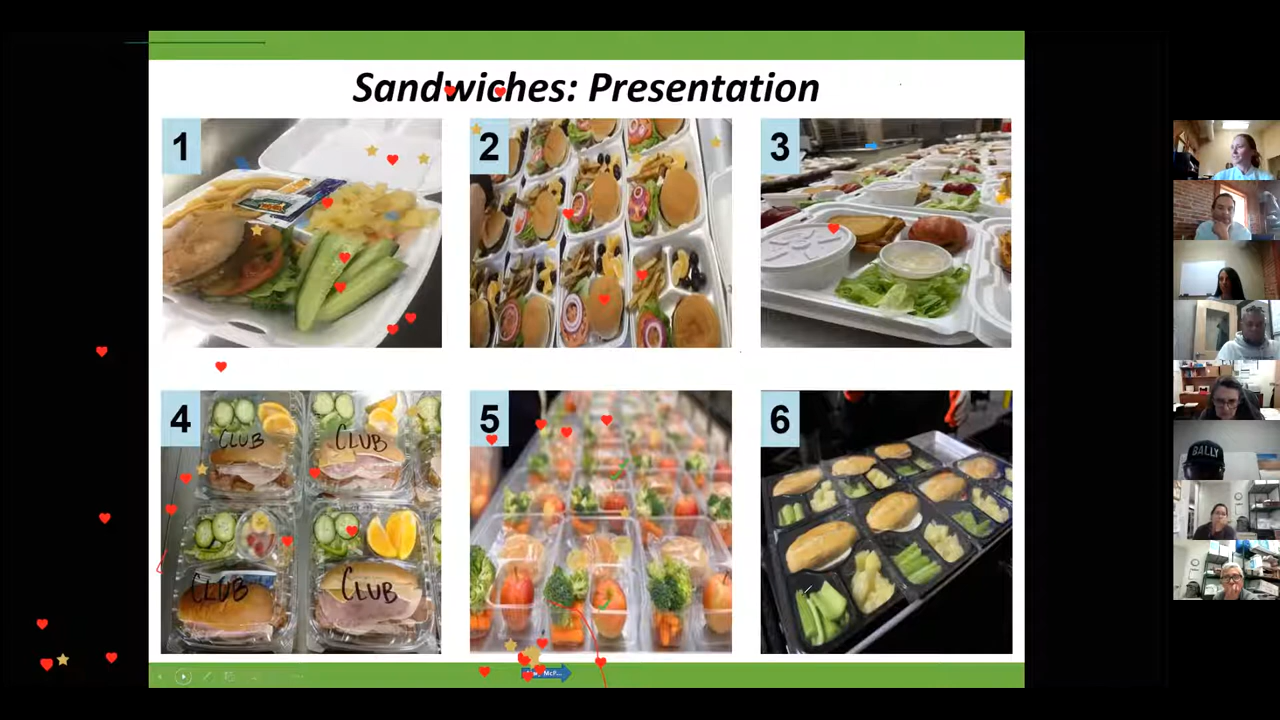 Sandwiches: Presentation
1
2
3
4
5
6
CLUB
CLUB
CLUB
CLUB
BALLY